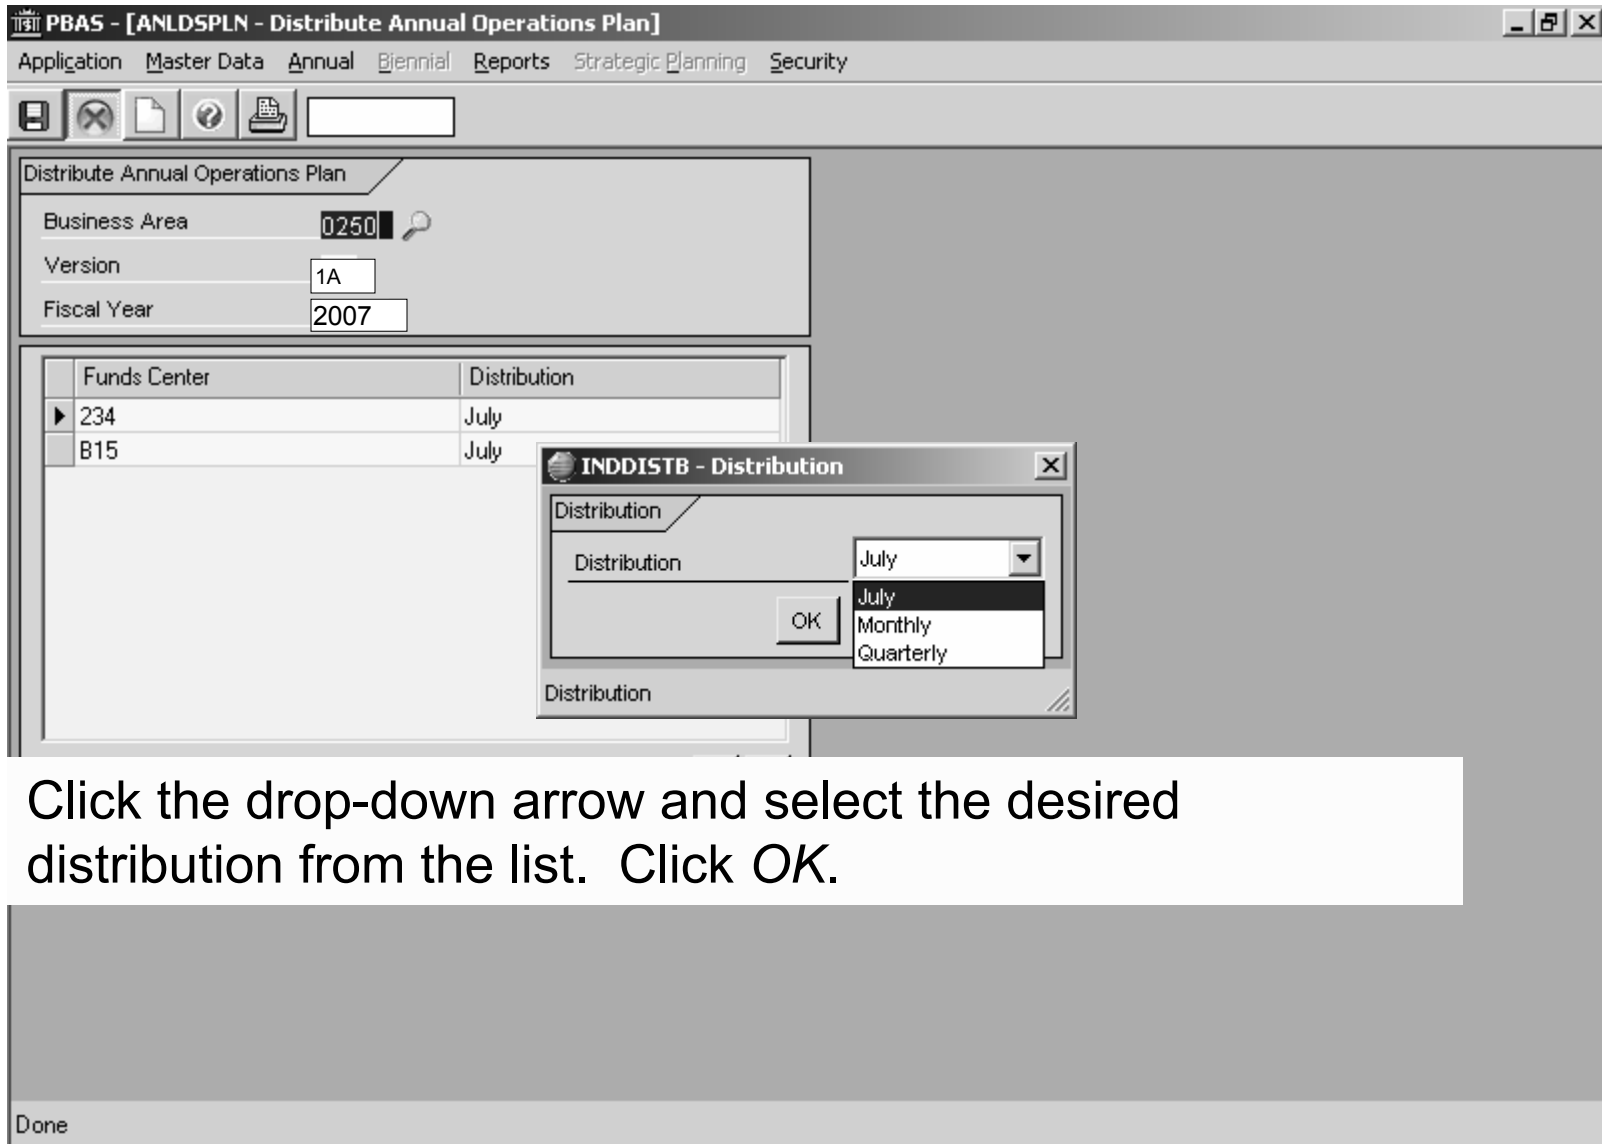 PBAS - [ANLDSPLN - Distribute Annual Operations Plan]
Application Master Data Annual Biennial Reports Strategic Planning Security
Distribute Annual Operations Plan
Business Area 0250
Version 1A
Fiscal Year 2007
Funds Center Distribution
234 July
B15 July
INDDISTB - Distribution
Distribution
Distribution July
July
OK Monthly
Quarterly
Distribution
Click the drop-down arrow and select the desired
distribution from the list. Click OK.
Done